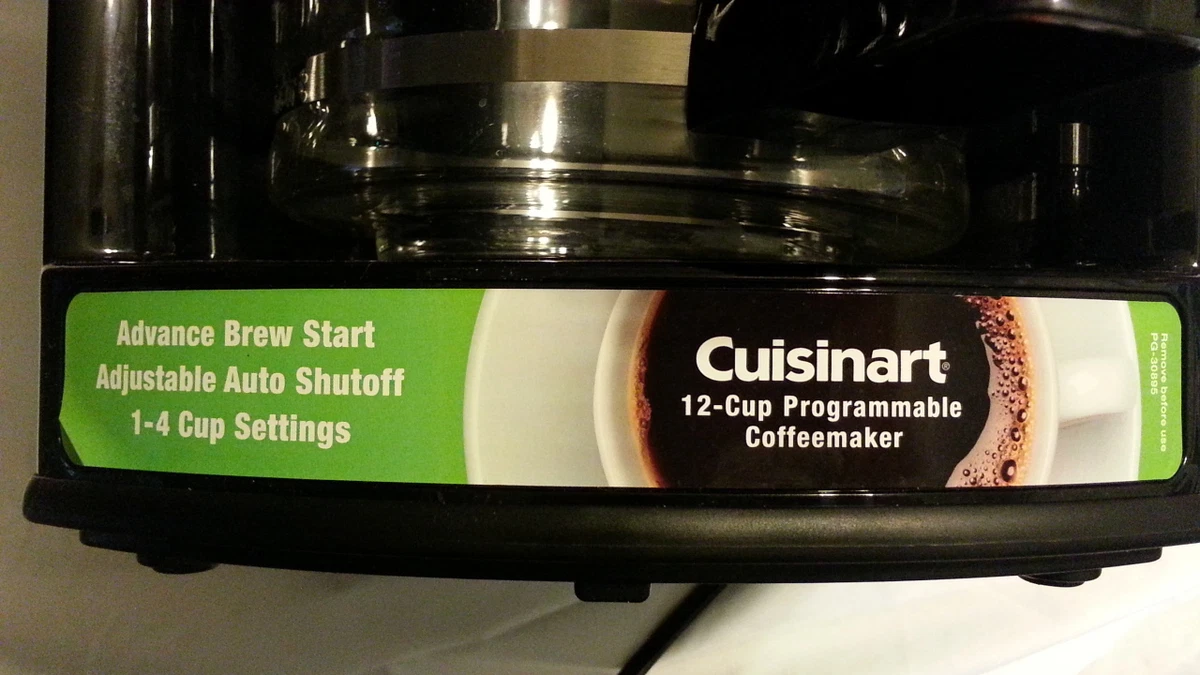 Advance Brew Start
Adjustable Auto Shutoff
1-4 Cup Settings
Cuisinart®
12-Cup Programmable
Coffeemaker
Remove before use
PG-30895